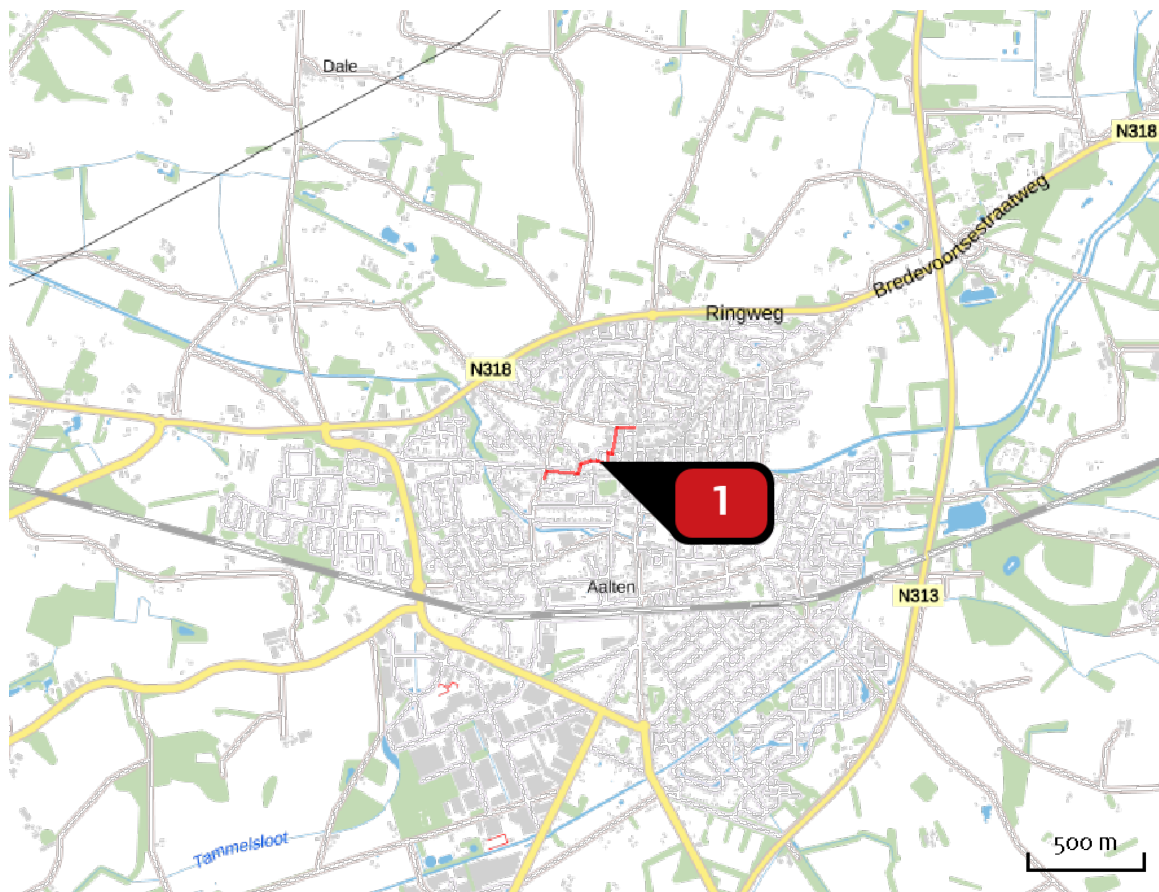 Dale
N318
Bredevoortsestraatweg
Ringweg
N318
1
Aalten
N313
Tammelsloot
500 m